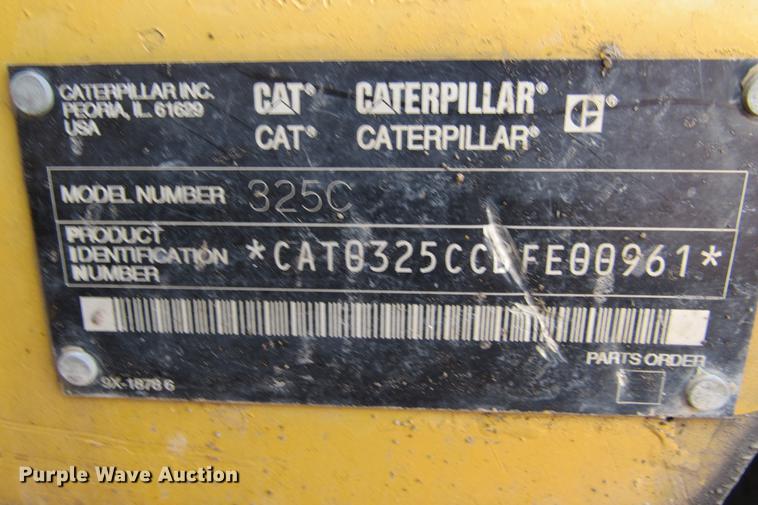 CATERPILLAR INC.
PEORIA, IL. 61629
USA
CAT® CATERPILLAR® C®
CAT® CATERPILLAR®
MODEL NUMBER 325C
PRODUCT
IDENTIFICATION
NUMBER
*CAT0325CCDFE00961*
PARTS ORDER
9X-1878 6
Purple Wave Auction